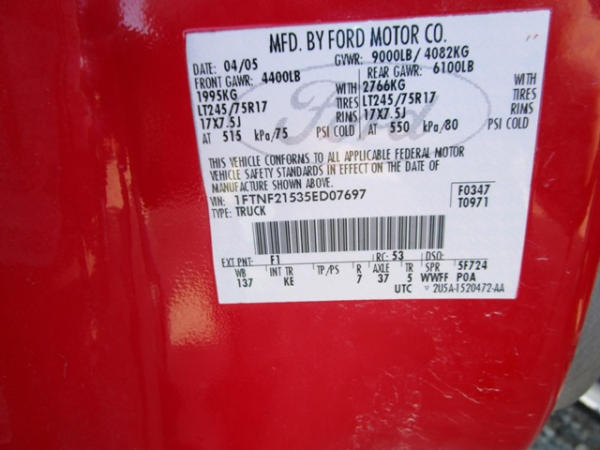 MFD. BY FORD MOTOR CO.
DATE: 04/05 GVWR: 9000LB/ 4082KG
FRONT GAWR: 4400LB REAR GAWR: 6100LB
1995KG WITH 2766KG WITH
LT245/75R17 TIRES LT245/75R17 TIRES
17X7.5J RIMS 17X7.5J RIMS
AT 515 kPa/75 PSI COLD AT 550 kPa/80 PSI COLD
Ford
THIS VEHICLE CONFORMS TO ALL APPLICABLE FEDERAL MOTOR
VEHICLE SAFETY STANDARDS IN EFFECT ON THE DATE OF
MANUFACTURE SHOWN ABOVE.
VIN: 1FTNF21535ED07697 F0347
TYPE: TRUCK T0971
EXT PNT: F1 RC: 53 DSO:
WB INT TR TP/PS R AXLE TR SPR 5F724
137 KE 7 37 5 WWFF POA
UTC 2U5A-1520472-AA